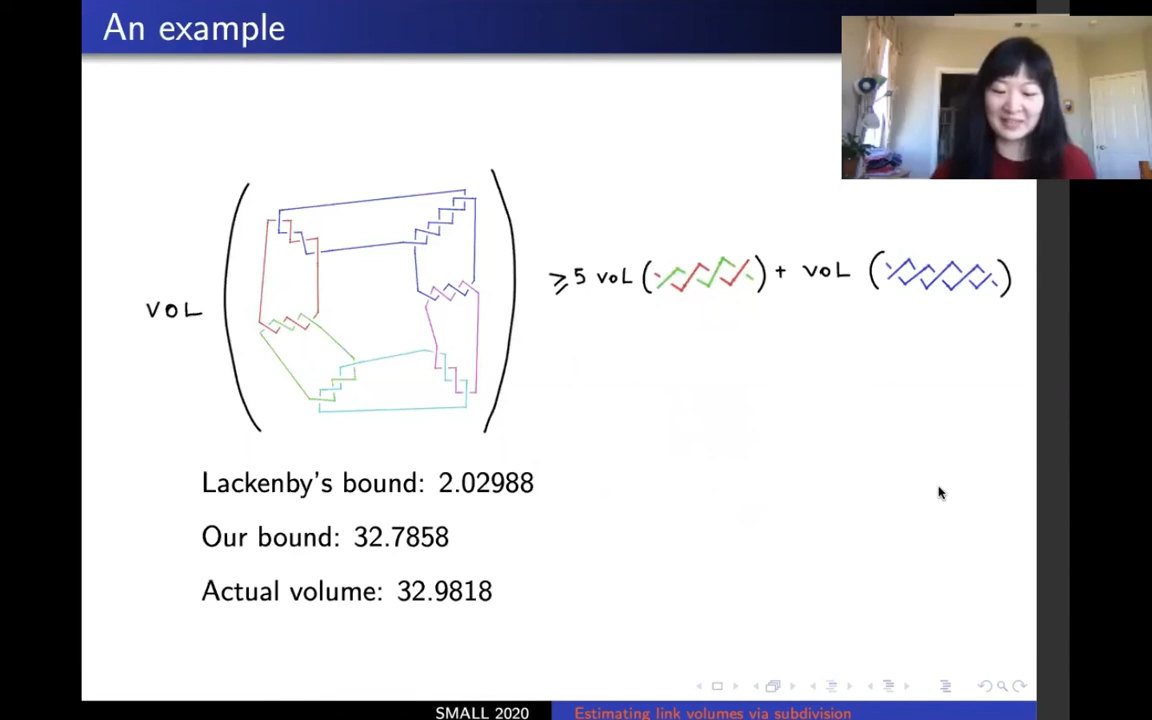 An example
VOL ( ) ≥ 5 VOL ( ) + VOL ( )
Lackenby's bound: 2.02988
Our bound: 32.7858
Actual volume: 32.9818
SMALL 2020 Estimating link volumes via subdivision